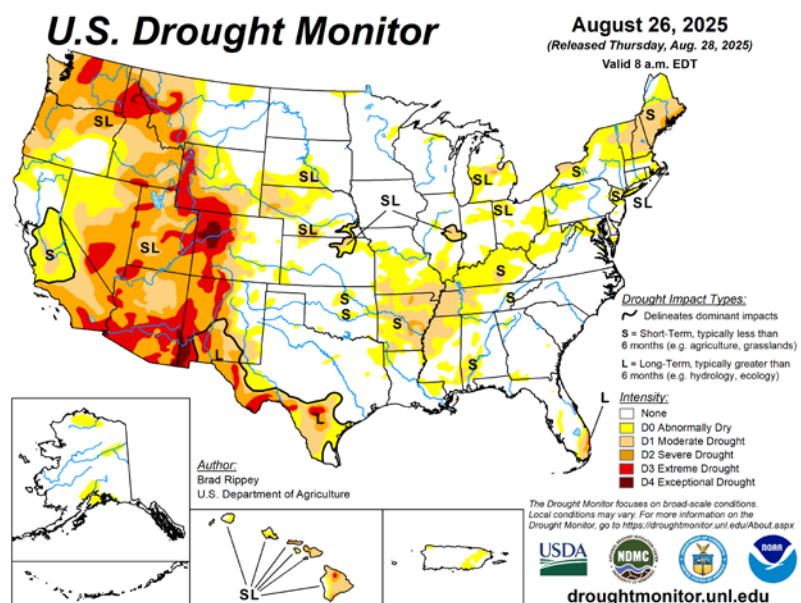 U.S. Drought Monitor
August 26, 2025
(Released Thursday, Aug. 28, 2025)
Valid 8 a.m. EDT
SL
S
SL
SL
SL
SL
SL
SL
S
S
SL
S
S
S
S
S
S
S
L
L
L
Drought Impact Types:
Delineates dominant impacts
S = Short-Term, typically less than
6 months (e.g. agriculture, grasslands)
L = Long-Term, typically greater than
6 months (e.g. hydrology, ecology)
Intensity:
None
D0 Abnormally Dry
D1 Moderate Drought
D2 Severe Drought
D3 Extreme Drought
D4 Exceptional Drought
Author:
Brad Rippey
U.S. Department of Agriculture
SL
The Drought Monitor focuses on broad-scale conditions.
Local conditions may vary. For more information on the
Drought Monitor, go to https://droughtmonitor.unl.edu/About.aspx
USDA
NDMC
NOAA
droughtmonitor.unl.edu